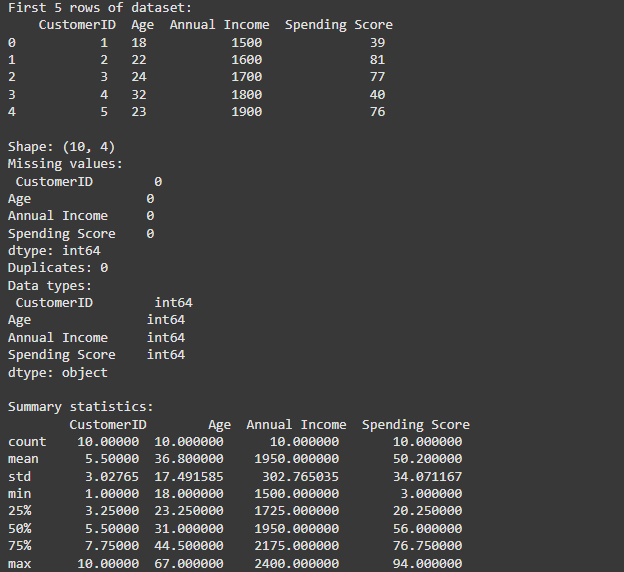 First 5 rows of dataset:
   CustomerID  Age  Annual Income  Spending Score
0           1   18           1500              39
1           2   22           1600              81
2           3   24           1700              77
3           4   32           1800              40
4           5   23           1900              76

Shape: (10, 4)
Missing values:
 CustomerID        0
Age               0
Annual Income     0
Spending Score    0
dtype: int64
Duplicates: 0
Data types:
 CustomerID        int64
Age               int64
Annual Income     int64
Spending Score    int64
dtype: object

Summary statistics:
       CustomerID        Age  Annual Income  Spending Score
count    10.00000  10.000000      10.000000       10.000000
mean      5.50000  36.800000    1950.000000       50.200000
std       3.02765  17.491585     302.765035       34.071167
min       1.00000  18.000000    1500.000000        3.000000
25%       3.25000  23.250000    1725.000000       20.250000
50%       5.50000  31.000000    1950.000000       56.000000
75%       7.75000  44.500000    2175.000000       76.750000
max      10.00000  67.000000    2400.000000       94.000000